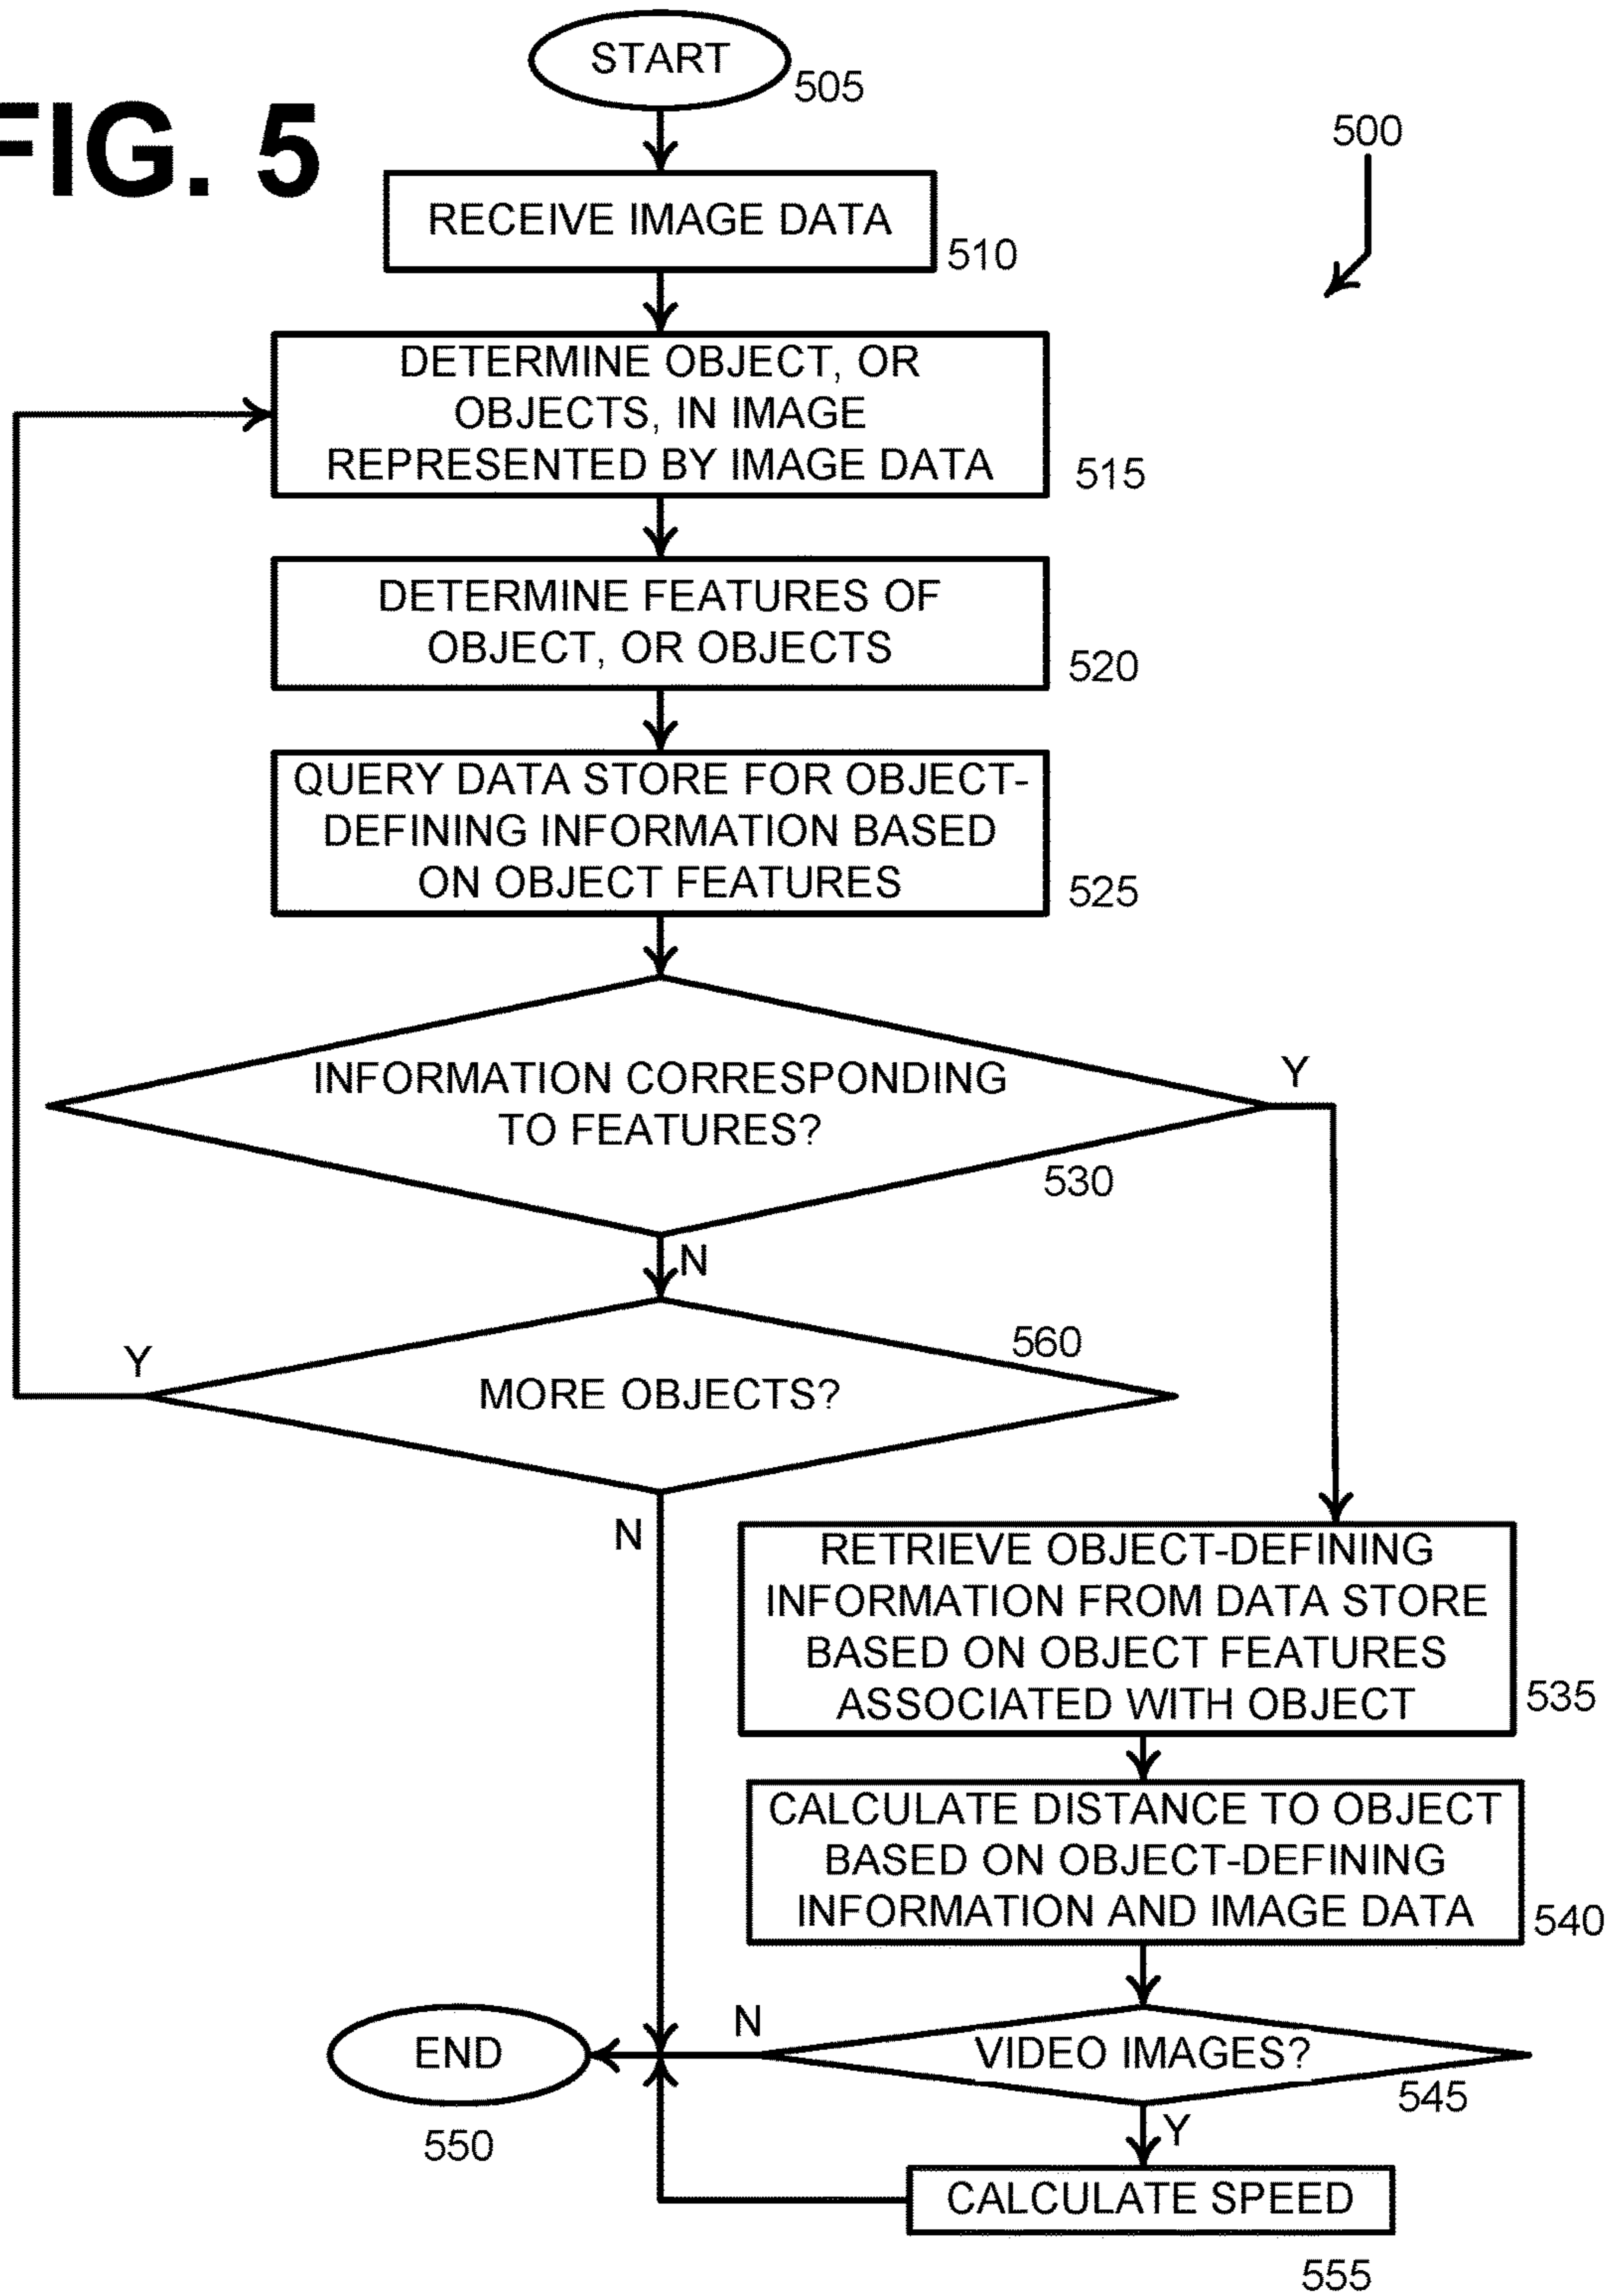 FIG. 5
START
505
500
RECEIVE IMAGE DATA
510
DETERMINE OBJECT, OR
OBJECTS, IN IMAGE
REPRESENTED BY IMAGE DATA
515
DETERMINE FEATURES OF
OBJECT, OR OBJECTS
520
QUERY DATA STORE FOR OBJECT-
DEFINING INFORMATION BASED
ON OBJECT FEATURES
525
INFORMATION CORRESPONDING
TO FEATURES?
Y
530
N
560
Y
MORE OBJECTS?
N
RETRIEVE OBJECT-DEFINING
INFORMATION FROM DATA STORE
BASED ON OBJECT FEATURES
ASSOCIATED WITH OBJECT
535
CALCULATE DISTANCE TO OBJECT
BASED ON OBJECT-DEFINING
INFORMATION AND IMAGE DATA
540
N
END
VIDEO IMAGES?
545
550
Y
CALCULATE SPEED
555